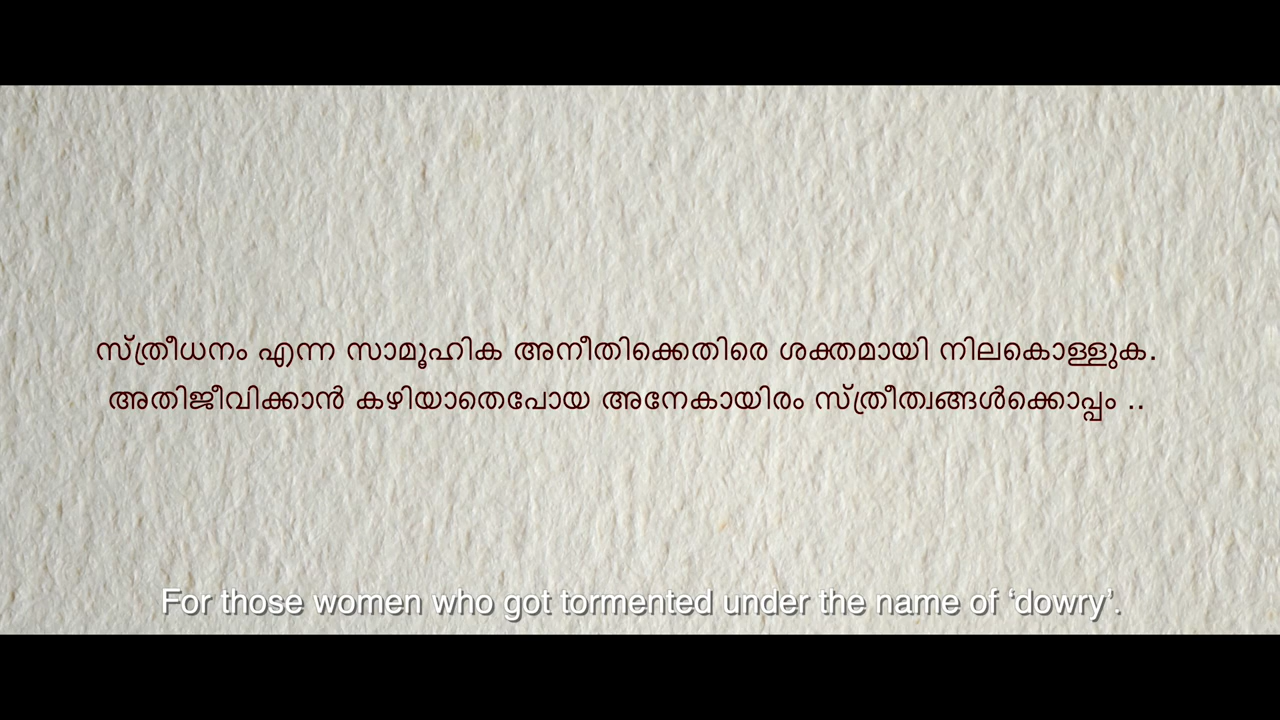 സ്ത്രീധനം എന്ന സാമൂഹിക അനീതിക്കെതിരെ ശക്തമായി നിലകൊള്ളുക.
അതിജീവിക്കാൻ കഴിയാതെപോയ അനേകായിരം സ്ത്രീത്വങ്ങൾക്കൊപ്പം ..
For those women who got tormented under the name of ‘dowry’.